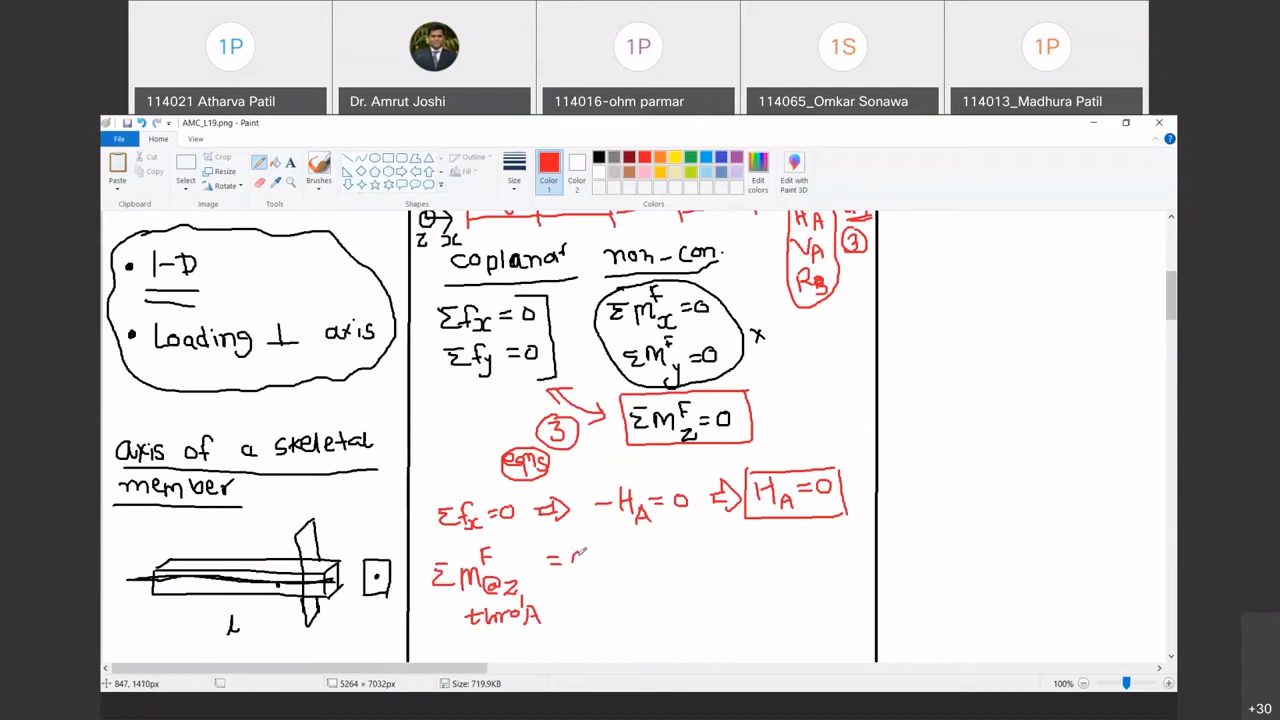 1P
1P
1S
1P
114021 Atharva Patil
Dr. Amrut Joshi
114016-ohm parmar
114065_Omkar Sonawa
114013_Madhura Patil
AMC_L19.png - Paint
File
Home
View
Paste
Cut
Copy
Clipboard
Select
Crop
Resize
Rotate
Image
Tools
Brushes
Shapes
Outline
Fill
Size
Color 1
Color 2
Edit colors
Edit with Paint 3D
Colors
• 1-D
• Loading ⊥ axis
axis of a skeletal
member
L
z x
HA
VA
RB
3
coplanar non-con.
Σfx = 0
Σfy = 0
ΣM^F_x = 0
ΣM^F_y = 0
x
ΣM^F_z = 0
3
eqns
Σfx = 0 ⇒ -HA = 0 ⇒ HA = 0
ΣM^F_@z =
thro' A
847, 1410px
5264 × 7032px
Size: 719.9KB
100%
+30